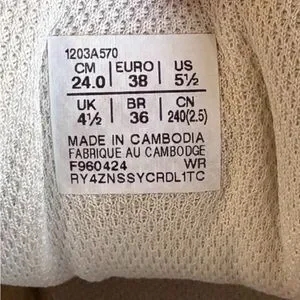 1203A570
CM EURO US
24.0 38 5½
UK BR CN
4½ 36 240(2.5)
MADE IN CAMBODIA
FABRIQUE AU CAMBODGE
F960424 WR
RY4ZNSSYCRDL1TC